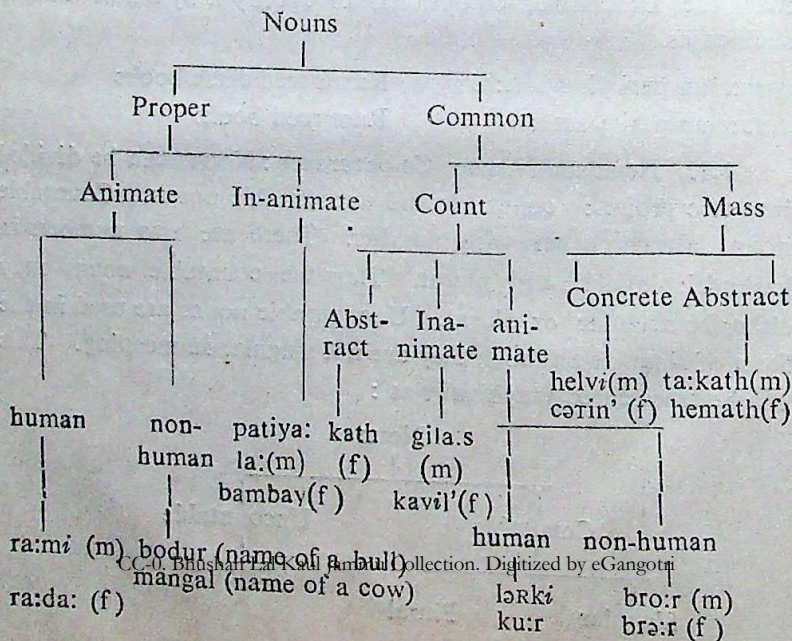 Nouns
Proper
Common
Animate In-animate Count Mass
Concrete Abstract
Abst- Ina- ani-
ract nimate mate
helvi(m) ta:kath(m)
human
non- patiya: kath gila:s
cəTin' (f) hemath(f)
human la:(m) (f) (m)
bambay(f) kavil'(f)
human non-human
ra:mi (m) bodur (name of a bull)
CC-0. Bhushan Lal Kaul Jammu Collection. Digitized by eGangotri
mangal (name of a cow)
ra:da: (f)
ləRki bro:r (m)
ku:r brə:r (f)